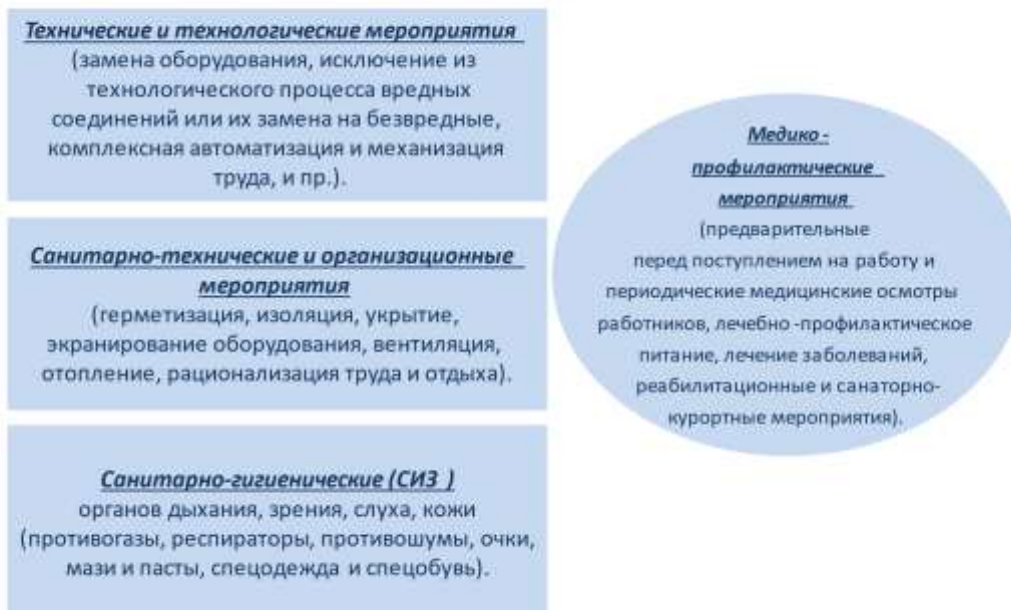 Технические и технологические мероприятия
(замена оборудования, исключение из
технологического процесса вредных
соединений или их замена на безвредные,
комплексная автоматизация и механизация
труда, и пр.).
Санитарно-технические и организационные
мероприятия
(герметизация, изоляция, укрытие,
экранирование оборудования, вентиляция,
отопление, рационализация труда и отдыха).
Санитарно-гигиенические (СИЗ )
органов дыхания, зрения, слуха, кожи
(противогазы, респираторы, противошумы, очки,
мази и пасты, спецодежда и спецобувь).
Медико -
профилактические
мероприятия
(предварительные
перед поступлением на работу и
периодические медицинские осмотры
работников, лечебно -профилактическое
питание, лечение заболеваний,
реабилитационные и санаторно-
курортные мероприятия).